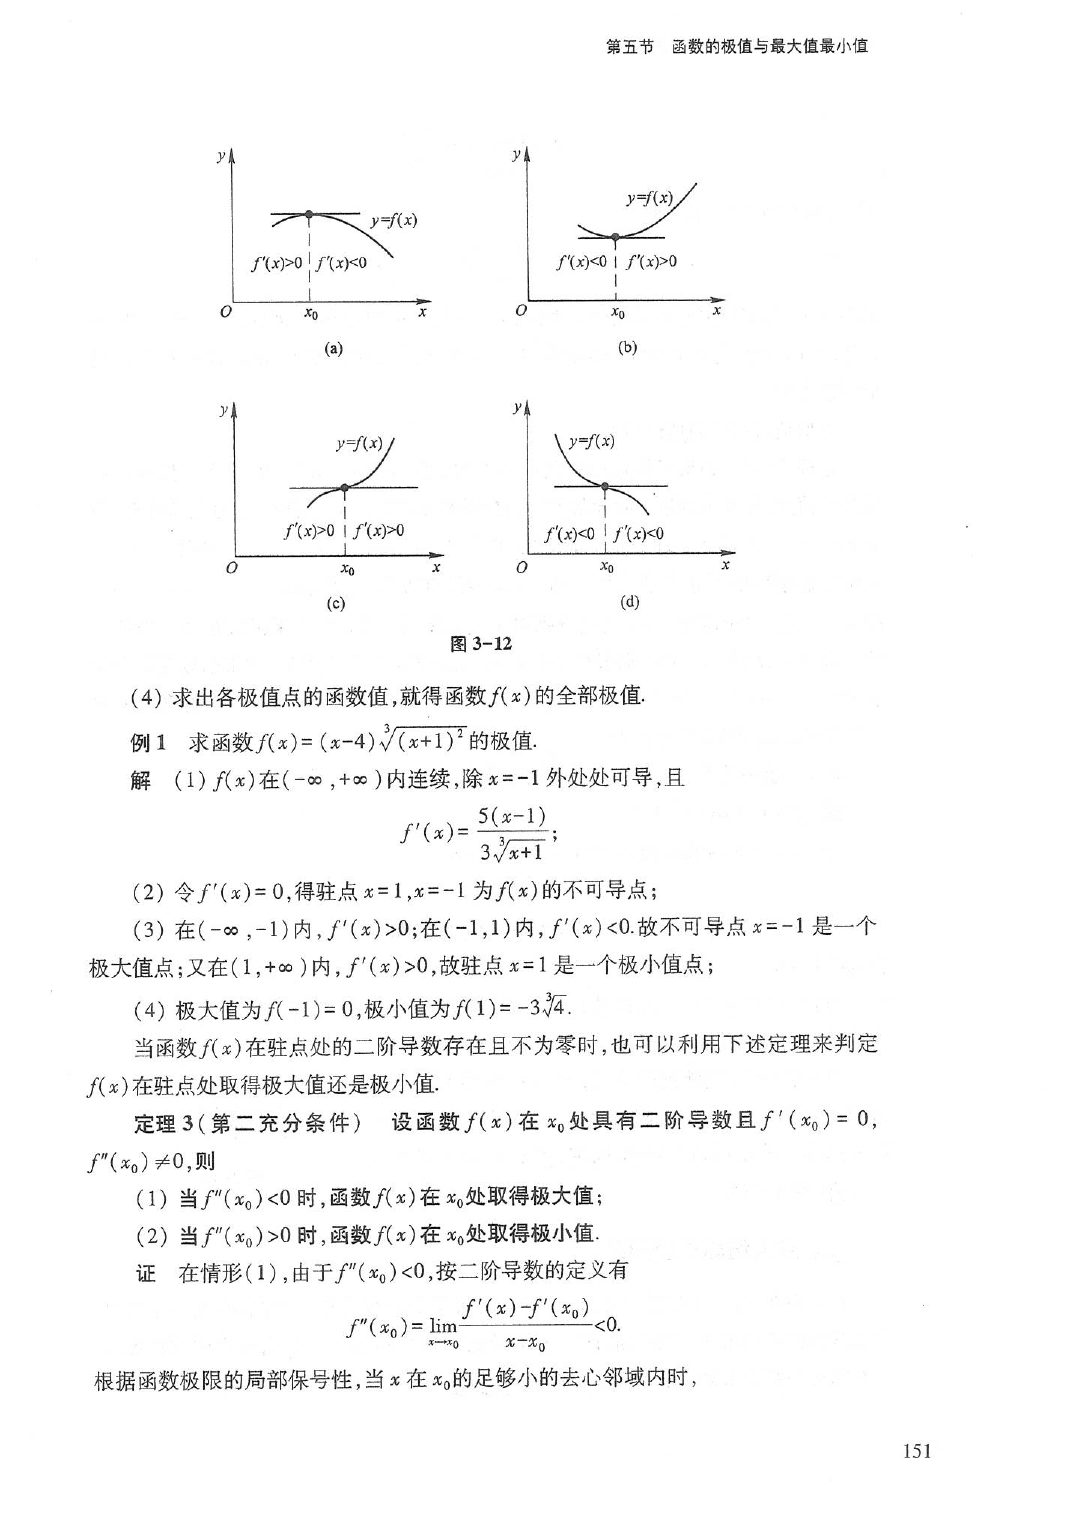 第五节 函数的极值与最大值最小值
y
y=f(x)
f′(x)>0 f′(x)<0
O x₀ x
(a)
y
y=f(x)
f′(x)<0 f′(x)>0
O x₀ x
(b)
y
y=f(x)
f′(x)>0 f′(x)>0
O x₀ x
(c)
y
y=f(x)
f′(x)<0 f′(x)<0
O x₀ x
(d)
图 3-12
(4) 求出各极值点的函数值,就得函数f(x)的全部极值.
例 1 求函数f(x)=(x-4)∛(x+1)²的极值.
解 (1) f(x)在(-∞,+∞)内连续,除 x=-1 外处处可导,且
f′(x)=5(x-1)/(3∛(x+1));
(2) 令f′(x)=0,得驻点 x=1,x=-1 为f(x)的不可导点;
(3) 在(-∞,-1)内,f′(x)>0;在(-1,1)内,f′(x)<0.故不可导点 x=-1 是一个
极大值点;又在(1,+∞)内,f′(x)>0,故驻点 x=1 是一个极小值点;
(4) 极大值为f(-1)=0,极小值为f(1)=-3∛4.
当函数f(x)在驻点处的二阶导数存在且不为零时,也可以利用下述定理来判定
f(x)在驻点处取得极大值还是极小值.
定理 3(第二充分条件) 设函数 f(x)在 x₀处具有二阶导数且 f′(x₀)=0,
f″(x₀)≠0,则
(1) 当f″(x₀)<0 时,函数f(x)在 x₀处取得极大值;
(2) 当f″(x₀)>0 时,函数f(x)在 x₀处取得极小值.
证 在情形(1),由于f″(x₀)<0,按二阶导数的定义有
f″(x₀)=lim x→x₀ (f′(x)-f′(x₀))/(x-x₀)<0.
根据函数极限的局部保号性,当 x 在 x₀的足够小的去心邻域内时,
151